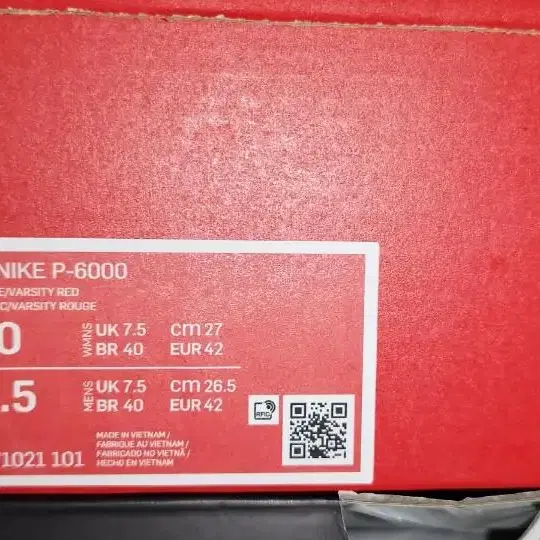 NIKE P-6000
E/VARSITY RED
C/VARSITY ROUGE
0 WMNS UK 7.5 cm 27
BR 40 EUR 42
.5 MENS UK 7.5 cm 26.5
BR 40 EUR 42
RFID
MADE IN VIETNAM /
FABRIQUE AU VIETNAM /
FABRICADO NO VIETNÃ /
HECHO EN VIETNAM
1021 101